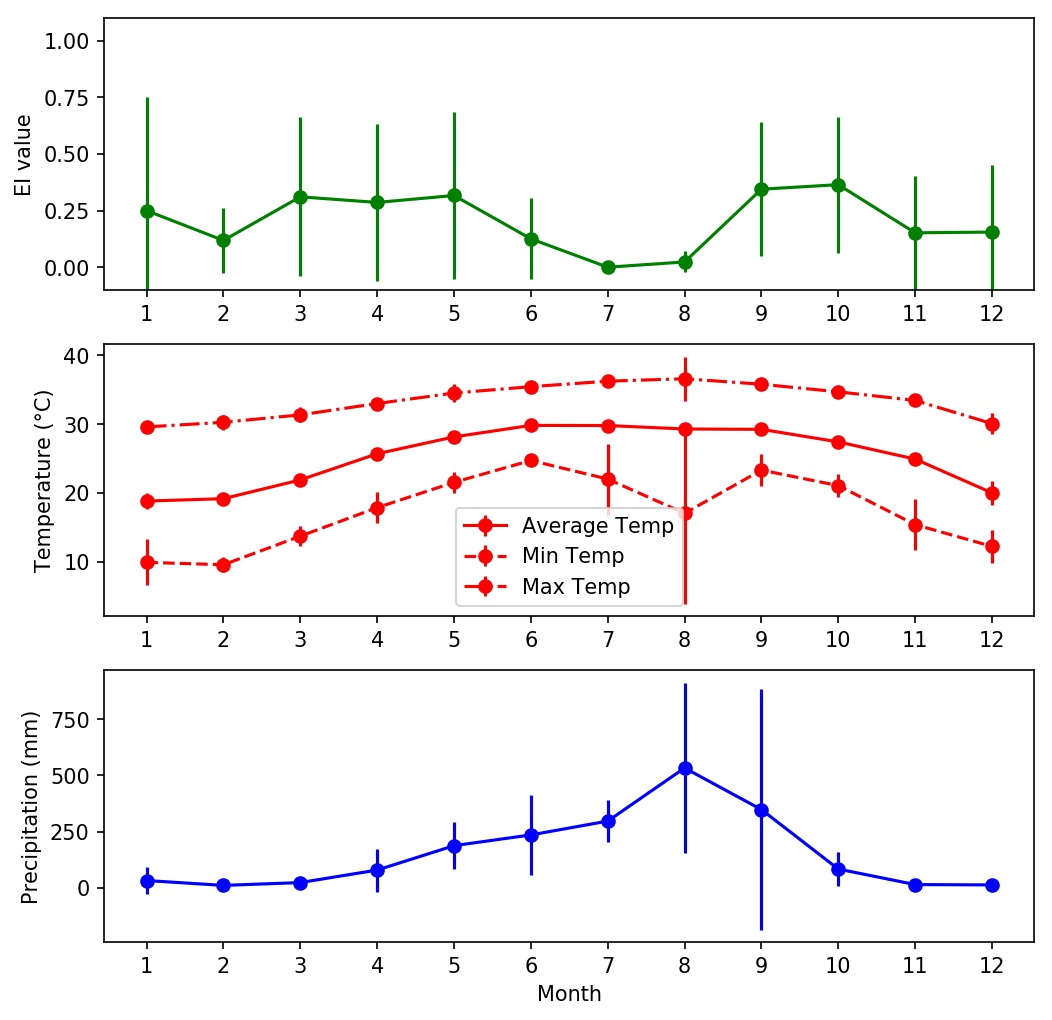 1.00
0.75
0.50
0.25
0.00
EI value
1 2 3 4 5 6 7 8 9 10 11 12
40
30
20
10
Temperature (°C)
Average Temp
Min Temp
Max Temp
1 2 3 4 5 6 7 8 9 10 11 12
750
500
250
0
Precipitation (mm)
1 2 3 4 5 6 7 8 9 10 11 12
Month